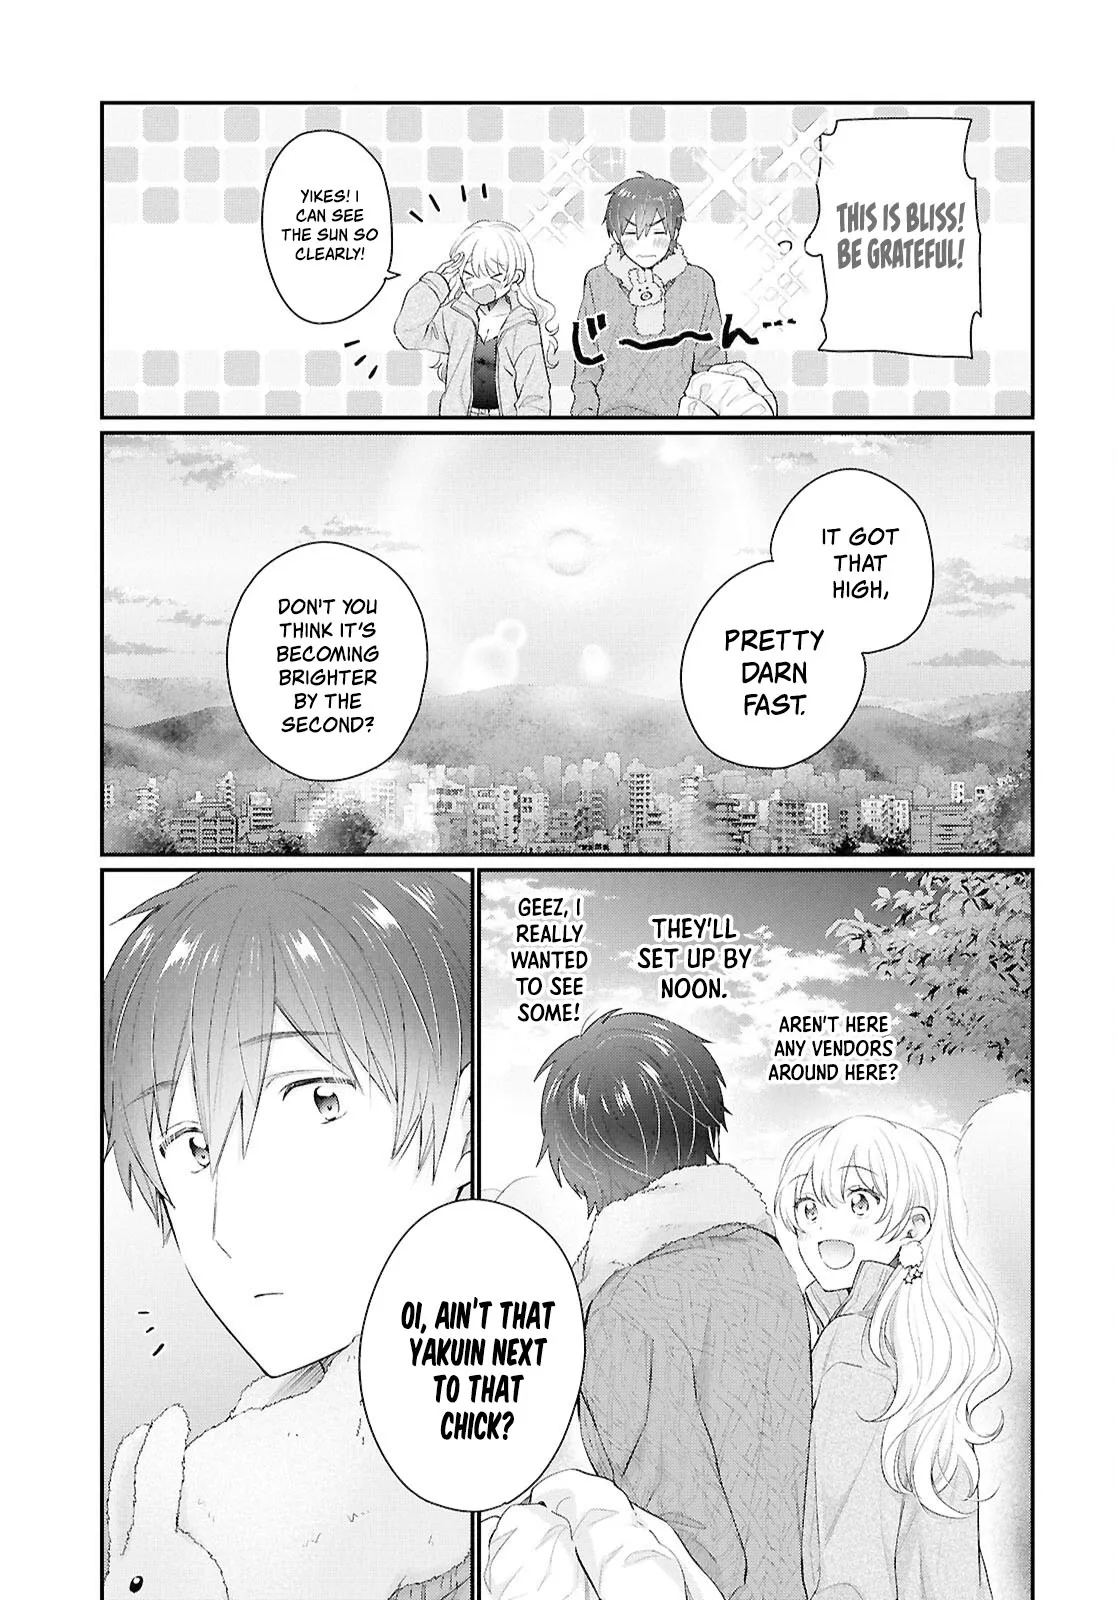 THIS IS BLISS!
BE GRATEFUL!
じ〜〜ん…
YIKES! I
CAN SEE
THE SUN SO
CLEARLY!
IT GOT
THAT
HIGH,
PRETTY
DARN
FAST.
DON'T YOU
THINK IT'S
BECOMING
BRIGHTER
BY THE
SECOND?
AREN'T HERE
ANY VENDORS
AROUND HERE?
THEY'LL
SET UP BY
NOON.
GEEZ, I
REALLY
WANTED
TO SEE
SOME!
OI, AIN'T THAT
YAKUIN NEXT
TO THAT
CHICK?